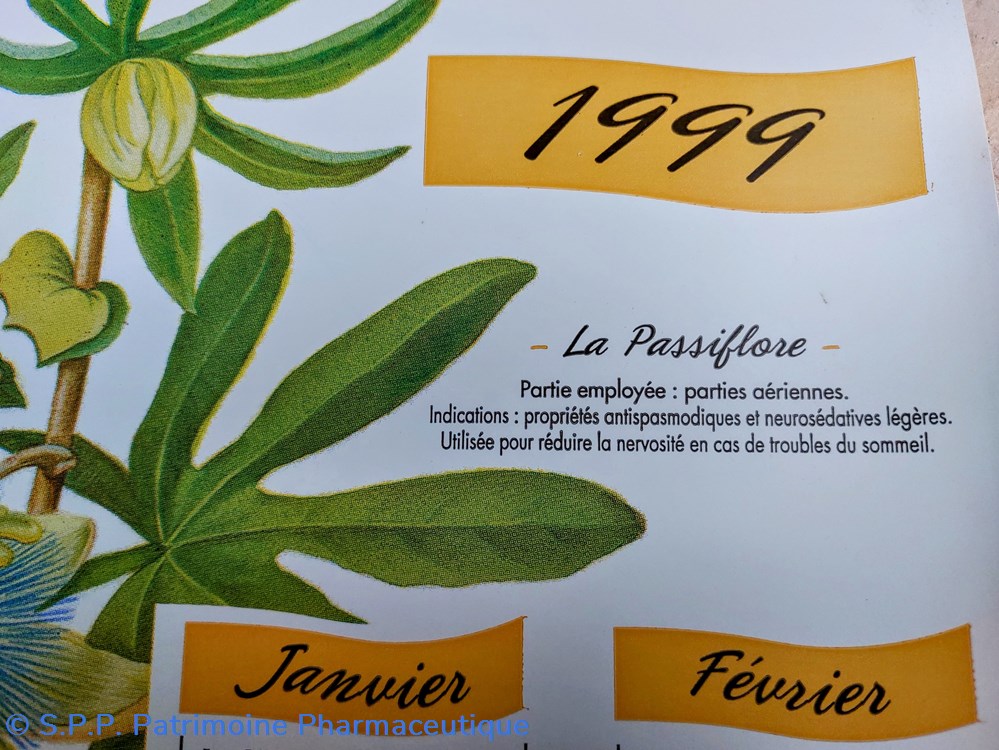 1999
- La Passiflore -
Partie employée : parties aériennes.
Indications : propriétés antispasmodiques et neurosédatives légères.
Utilisée pour réduire la nervosité en cas de troubles du sommeil.
Janvier
Février
© S.P.P. Patrimoine Pharmaceutique